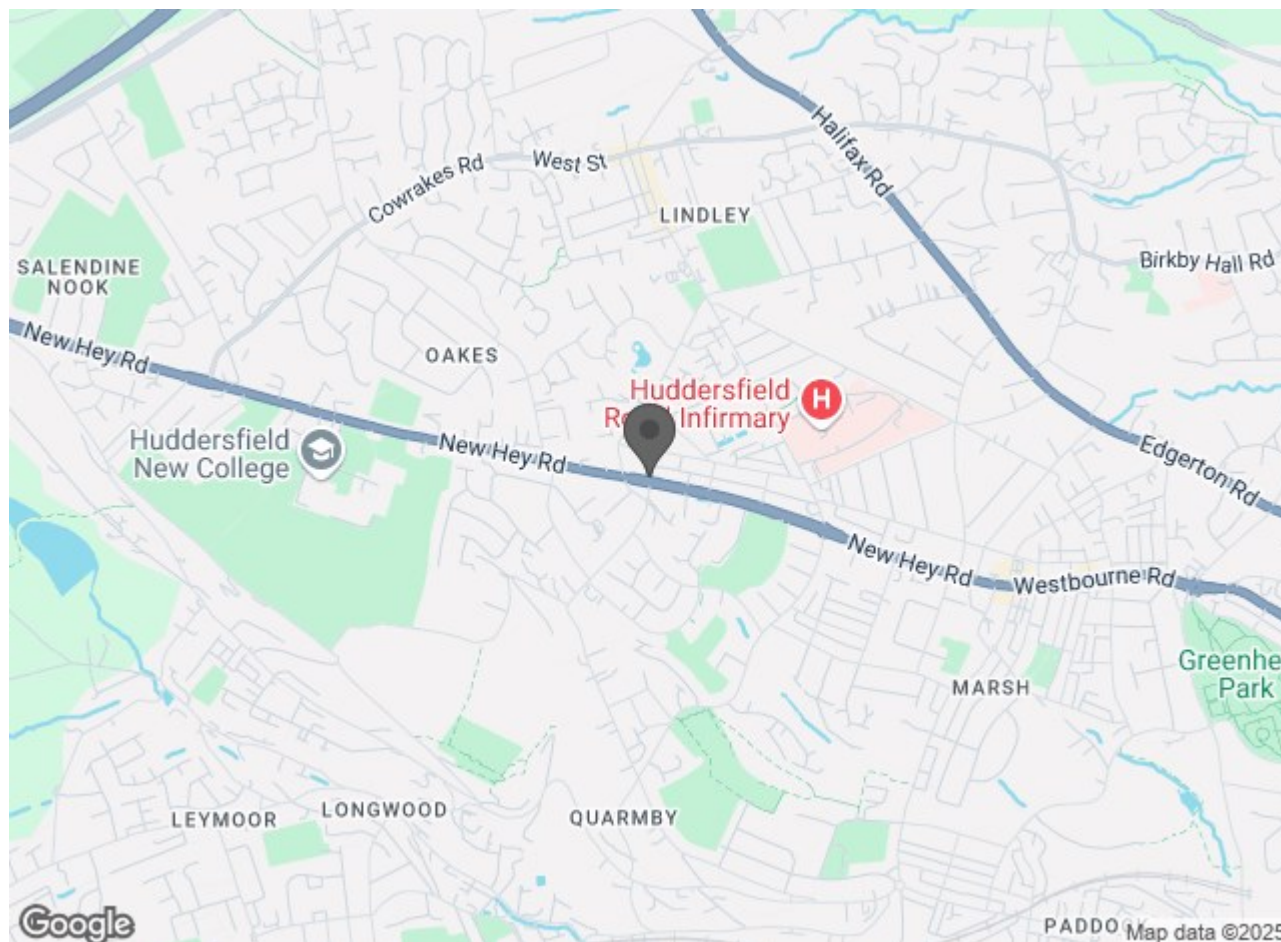 Halifax Rd
West St
Cowrakes Rd
LINDLEY
SALENDINE
NOOK
Birkby Hall Rd
New Hey Rd
OAKES
Huddersfield
Infirmary
H
Huddersfield
New College
New Hey Rd
Edgerton Rd
New Hey Rd
Westbourne Rd
Greenhe
Park
MARSH
LEYMOOR
LONGWOOD
QUARMBY
Google
PADDO
Map data ©2025